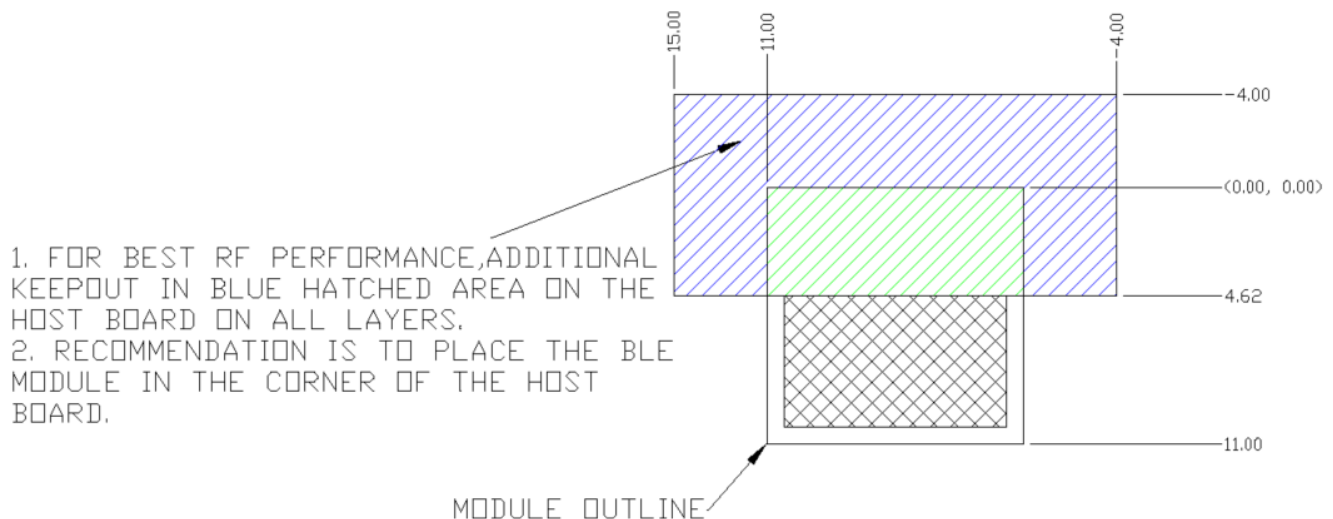 15.00
11.00
-4.00
-4.00
(0.00, 0.00)
1. FOR BEST RF PERFORMANCE,ADDITIONAL
KEEPOUT IN BLUE HATCHED AREA ON THE
HOST BOARD ON ALL LAYERS.
4.62
2. RECOMMENDATION IS TO PLACE THE BLE
MODULE IN THE CORNER OF THE HOST
BOARD.
11.00
MODULE OUTLINE